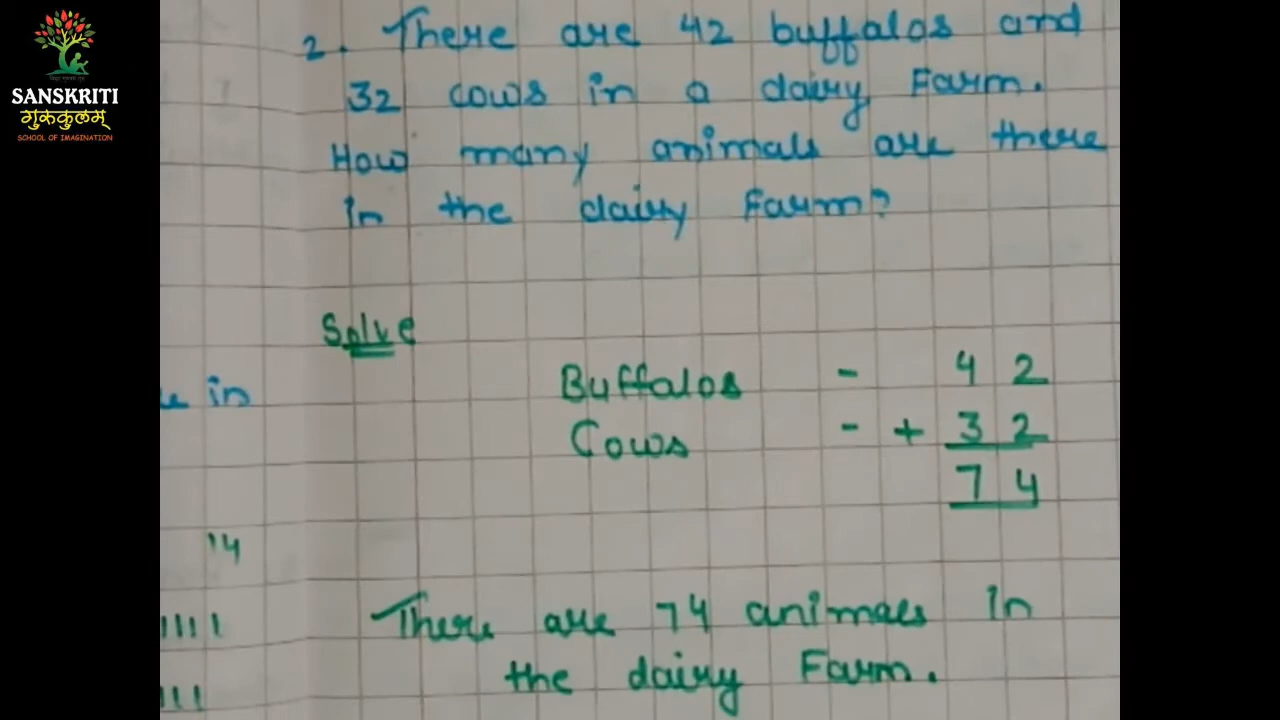 SANSKRITI
गुरुकुलम्
SCHOOL OF IMAGINATION
2. There are 42 buffalos and
32 cows in a dairy Farm.
How many animals are there
in the dairy Farm?
Solve
Buffalos - 42
Cows - + 32
74
in
14
There are 74 animals in
the dairy Farm.